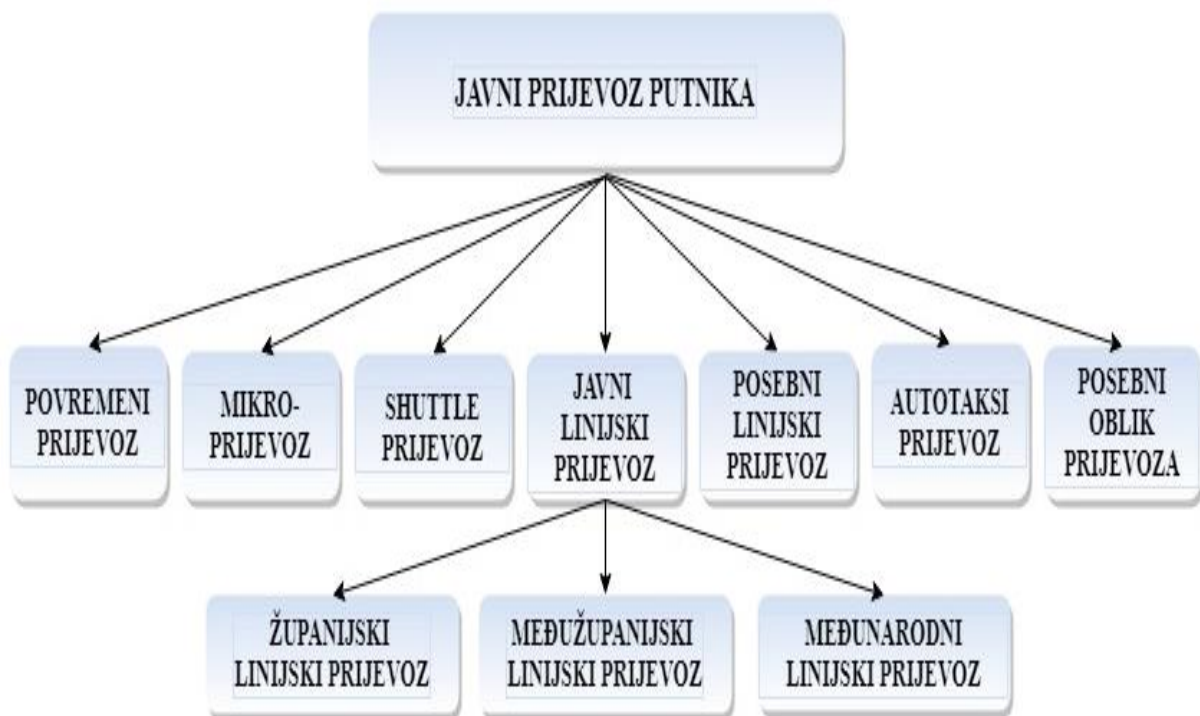 JAVNI PRIJEVOZ PUTNIKA
POVREMENI
PRIJEVOZ
MIKRO-
PRIJEVOZ
SHUTTLE
PRIJEVOZ
JAVNI
LINIJSKI
PRIJEVOZ
POSEBNI
LINIJSKI
PRIJEVOZ
AUTOTAKSI
PRIJEVOZ
POSEBNI
OBLIK
PRIJEVOZA
ŽUPANIJSKI
LINIJSKI PRIJEVOZ
MEĐUŽUPANIJSKI
LINIJSKI PRIJEVOZ
MEĐUNARODNI
LINIJSKI PRIJEVOZ